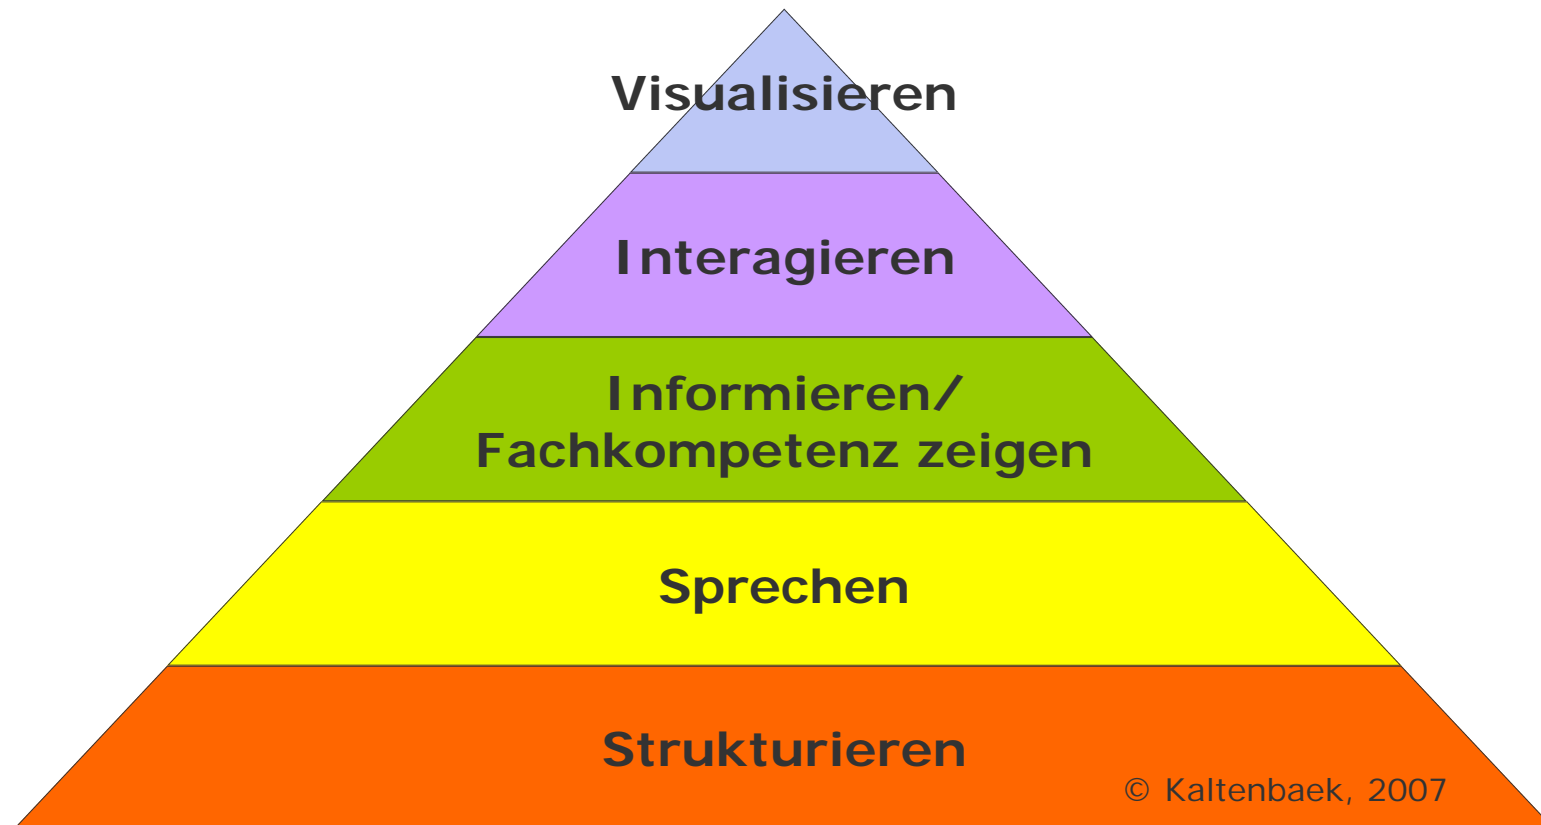 Visualisieren
Interagieren
Informieren/
Fachkompetenz zeigen
Sprechen
Strukturieren
© Kaltenbaek, 2007